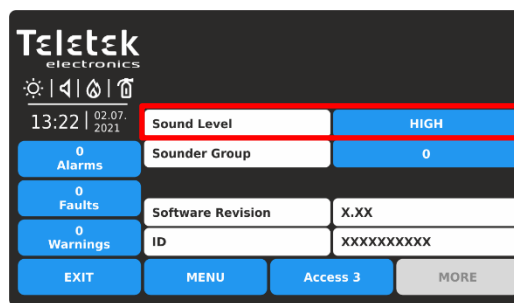 Teletek
electronics
13:22 02.07.
2021
Sound Level HIGH
Sounder Group 0
0
Alarms
0
Faults
Software Revision X.XX
0
Warnings
ID XXXXXXXXXX
EXIT MENU Access 3 MORE